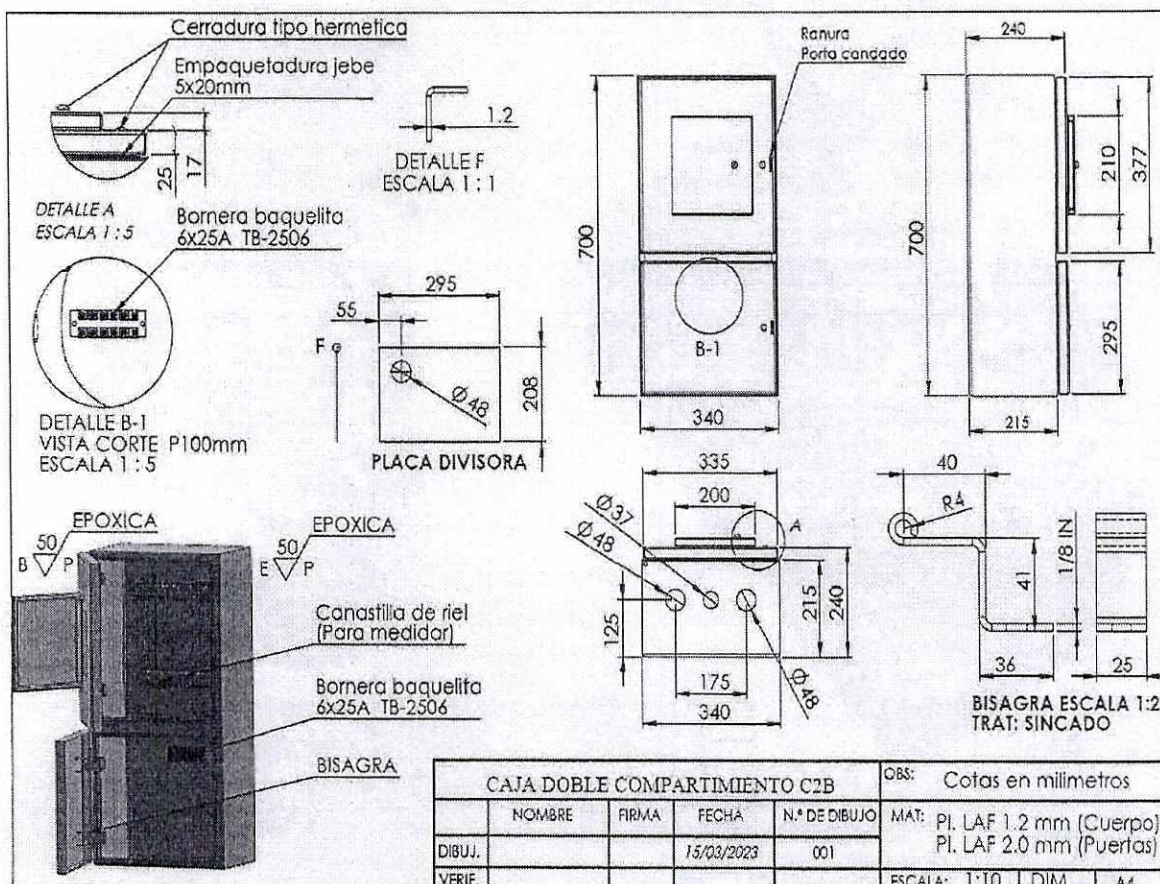 Cerradura tipo hermetica
Empaquetadura jebe
5x20mm
25
17
DETALLE A
ESCALA 1:5
1.2
DETALLE F
ESCALA 1:1
Bornera baquelita
6x25A TB-2506
DETALLE B-1
VISTA CORTE P100mm
ESCALA 1:5
295
55
F
Ø48
208
PLACA DIVISORA
Ranura
Porta candado
700
B-1
340
240
700
210
377
295
215
335
200
Ø37
Ø48
A
125
215
240
175
Ø48
340
40
R4
41
1/8 IN
36
25
BISAGRA ESCALA 1:2
TRAT: SINCADO
EPOXICA
50
B P
EPOXICA
50
E P
Canastilla de riel
(Para medidar)
Bornera baquelita
6x25A TB-2506
BISAGRA
CAJA DOBLE COMPARTIMIENTO C2B
OBS: Cotas en milimetros
NOMBRE FIRMA FECHA N.º DE DIBUJO
MAT: Pl. LAF 1.2 mm (Cuerpo)
Pl. LAF 2.0 mm (Puertas)
DIBUJ. 15/03/2023 001
VERIF.
ESCALA: 1:10 DIM A4